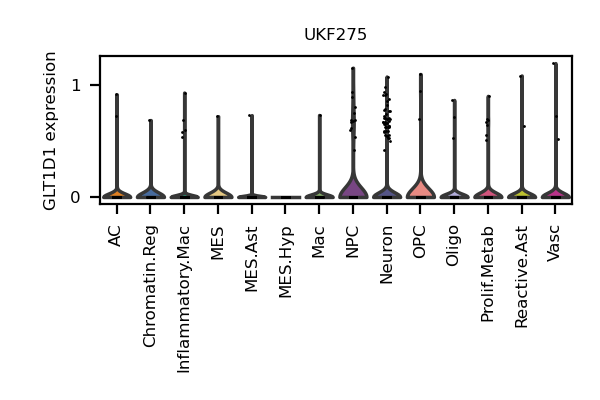 UKF275
GLT1D1 expression
1
0
AC
Chromatin.Reg
Inflammatory.Mac
MES
MES.Ast
MES.Hyp
Mac
NPC
Neuron
OPC
Oligo
Prolif.Metab
Reactive.Ast
Vasc